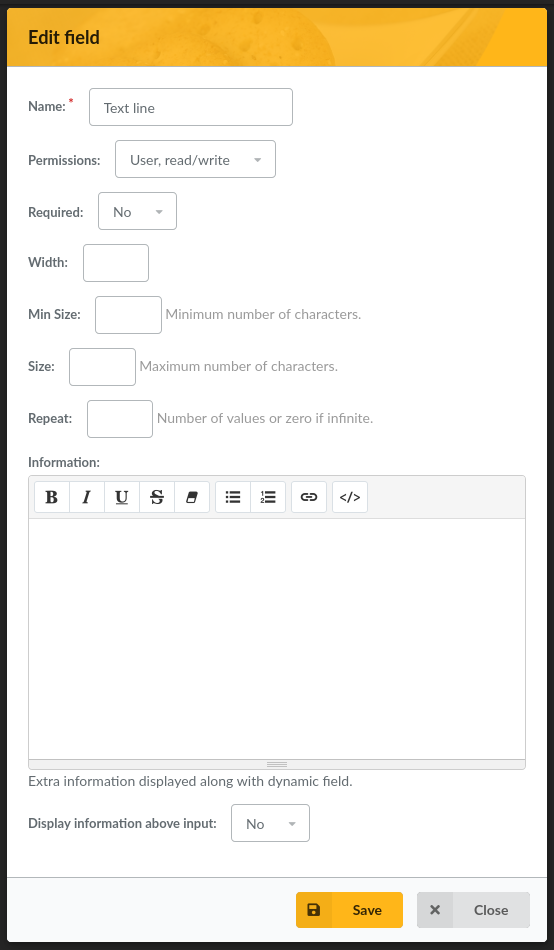 Edit field
Name: * Text line
Permissions: User, read/write
Required: No
Width:
Min Size: Minimum number of characters.
Size: Maximum number of characters.
Repeat: Number of values or zero if infinite.
Information:
B I U S </>
Extra information displayed along with dynamic field.
Display information above input: No
Save Close